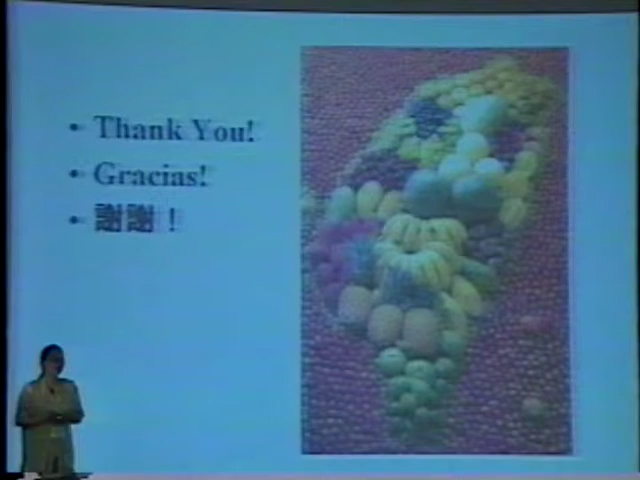 • Thank You!
• Gracias!
• 謝謝！